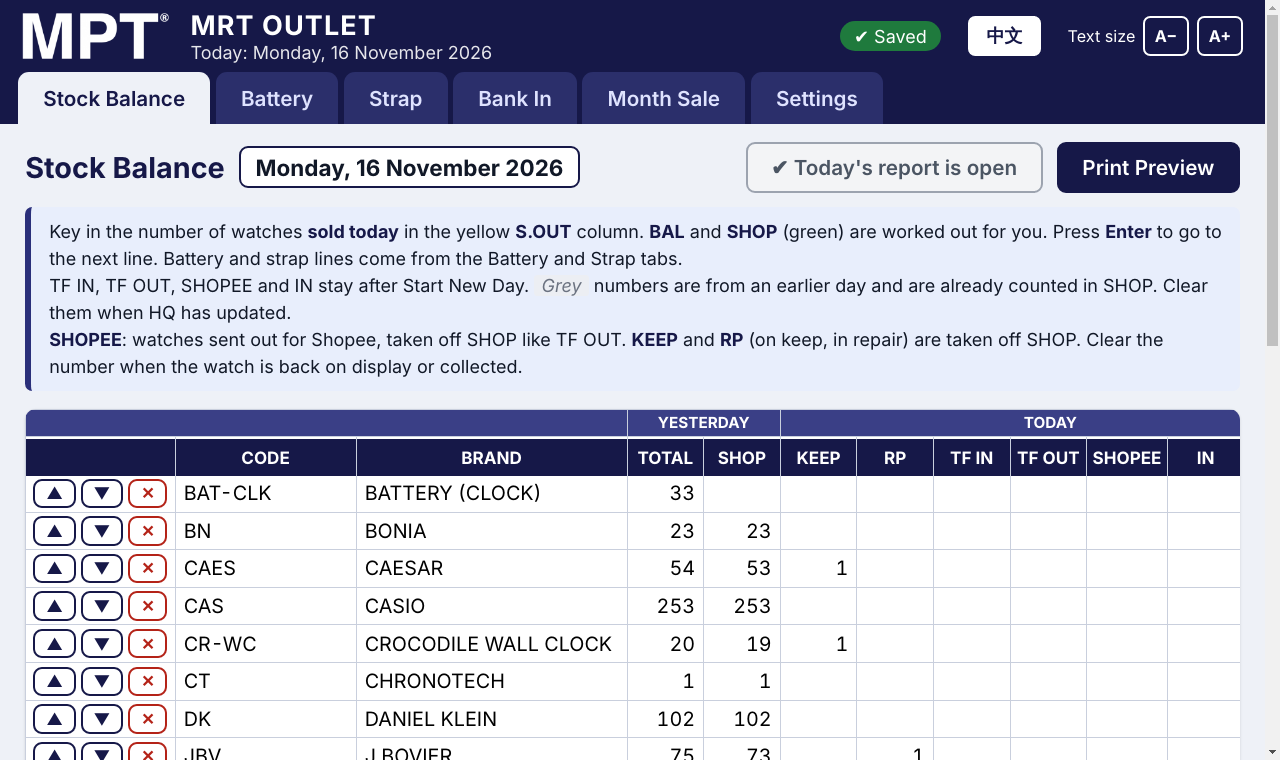 MPT®
MRT OUTLET
Today: Monday, 16 November 2026
✔ Saved
中文
Text size
A−
A+
Stock Balance
Battery
Strap
Bank In
Month Sale
Settings
Stock Balance
Monday, 16 November 2026
✔ Today's report is open
Print Preview
Key in the number of watches sold today in the yellow S.OUT column. BAL and SHOP (green) are worked out for you. Press Enter to go to
the next line. Battery and strap lines come from the Battery and Strap tabs.
TF IN, TF OUT, SHOPEE and IN stay after Start New Day. Grey numbers are from an earlier day and are already counted in SHOP. Clear
them when HQ has updated.
SHOPEE: watches sent out for Shopee, taken off SHOP like TF OUT. KEEP and RP (on keep, in repair) are taken off SHOP. Clear the
number when the watch is back on display or collected.
YESTERDAY TODAY
CODE BRAND TOTAL SHOP KEEP RP TF IN TF OUT SHOPEE IN
▲ ▼ ✕ BAT-CLK BATTERY (CLOCK) 33
▲ ▼ ✕ BN BONIA 23 23
▲ ▼ ✕ CAES CAESAR 54 53 1
▲ ▼ ✕ CAS CASIO 253 253
▲ ▼ ✕ CR-WC CROCODILE WALL CLOCK 20 19 1
▲ ▼ ✕ CT CHRONOTECH 1 1
▲ ▼ ✕ DK DANIEL KLEIN 102 102
▲ ▼ ✕ JBV J.BOVIER 75 73 1